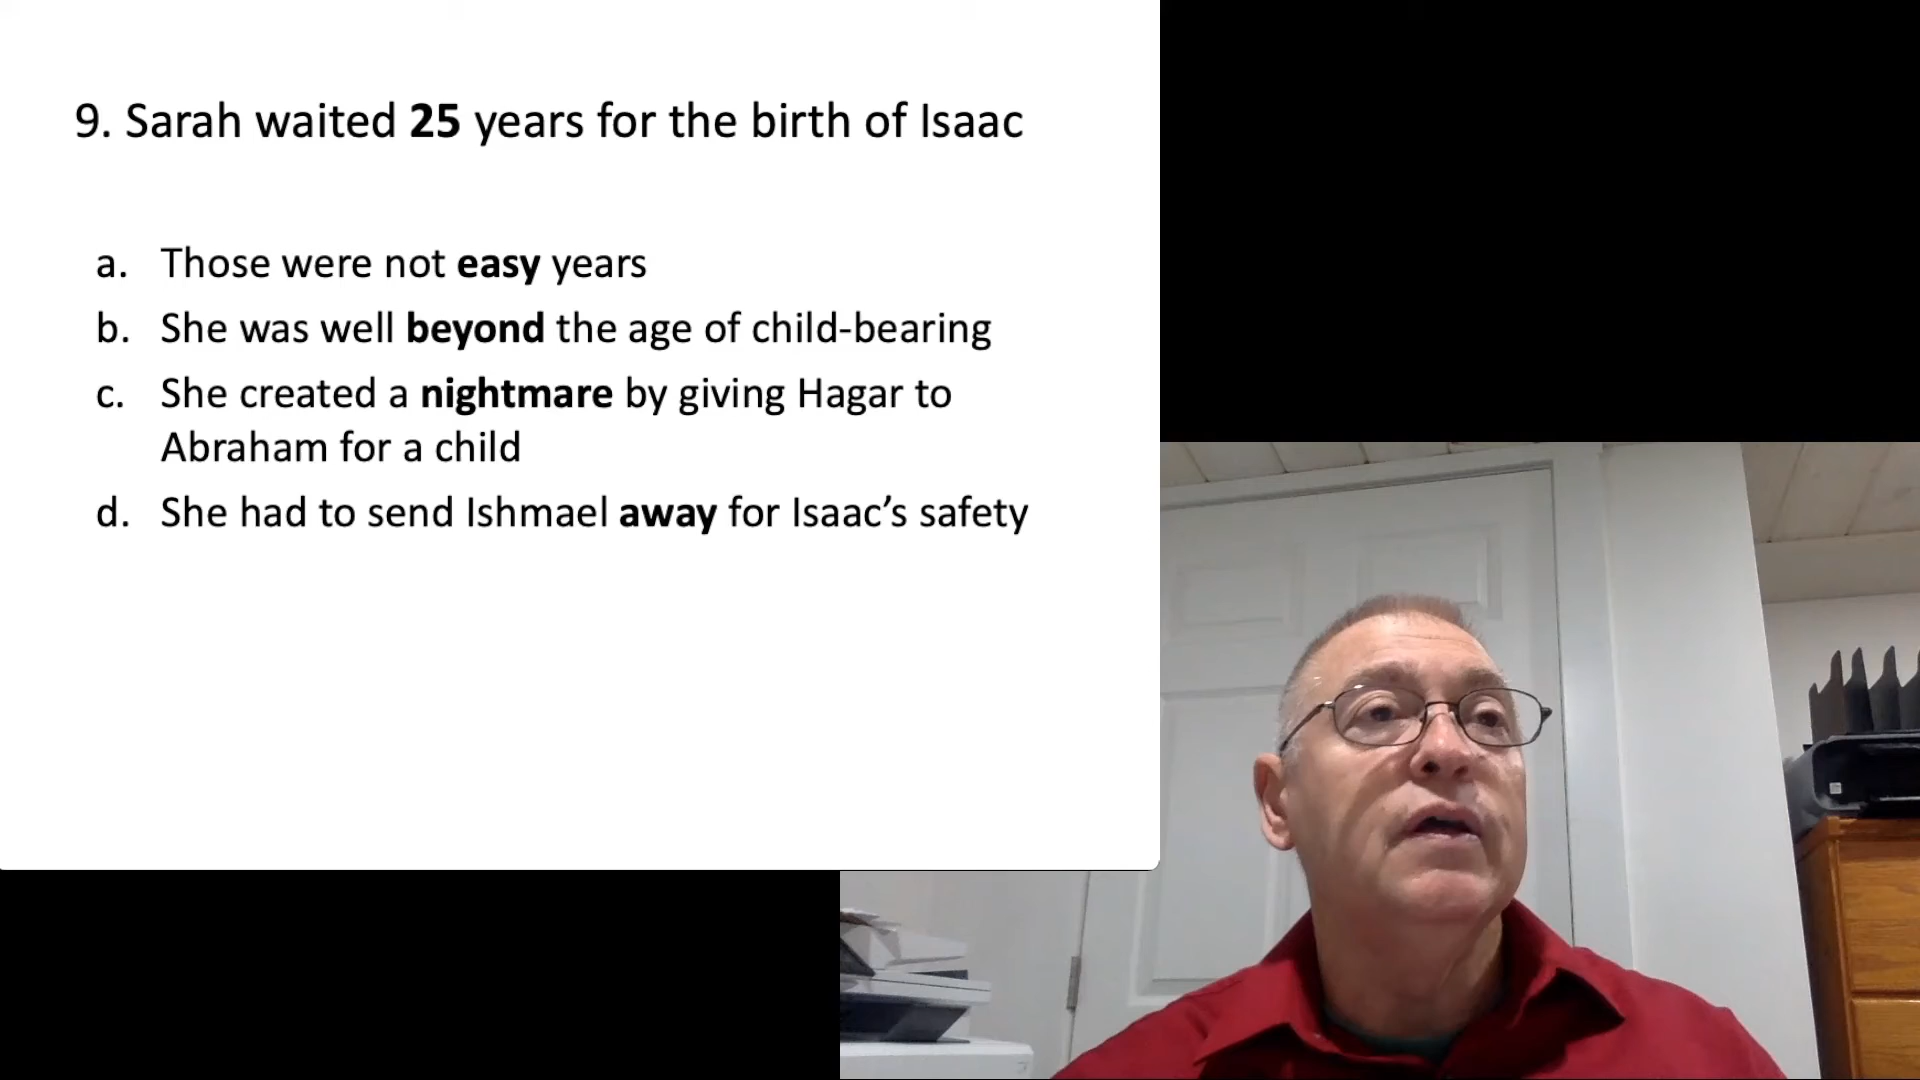 9. Sarah waited 25 years for the birth of Isaac
a. Those were not easy years
b. She was well beyond the age of child-bearing
c. She created a nightmare by giving Hagar to
Abraham for a child
d. She had to send Ishmael away for Isaac’s safety